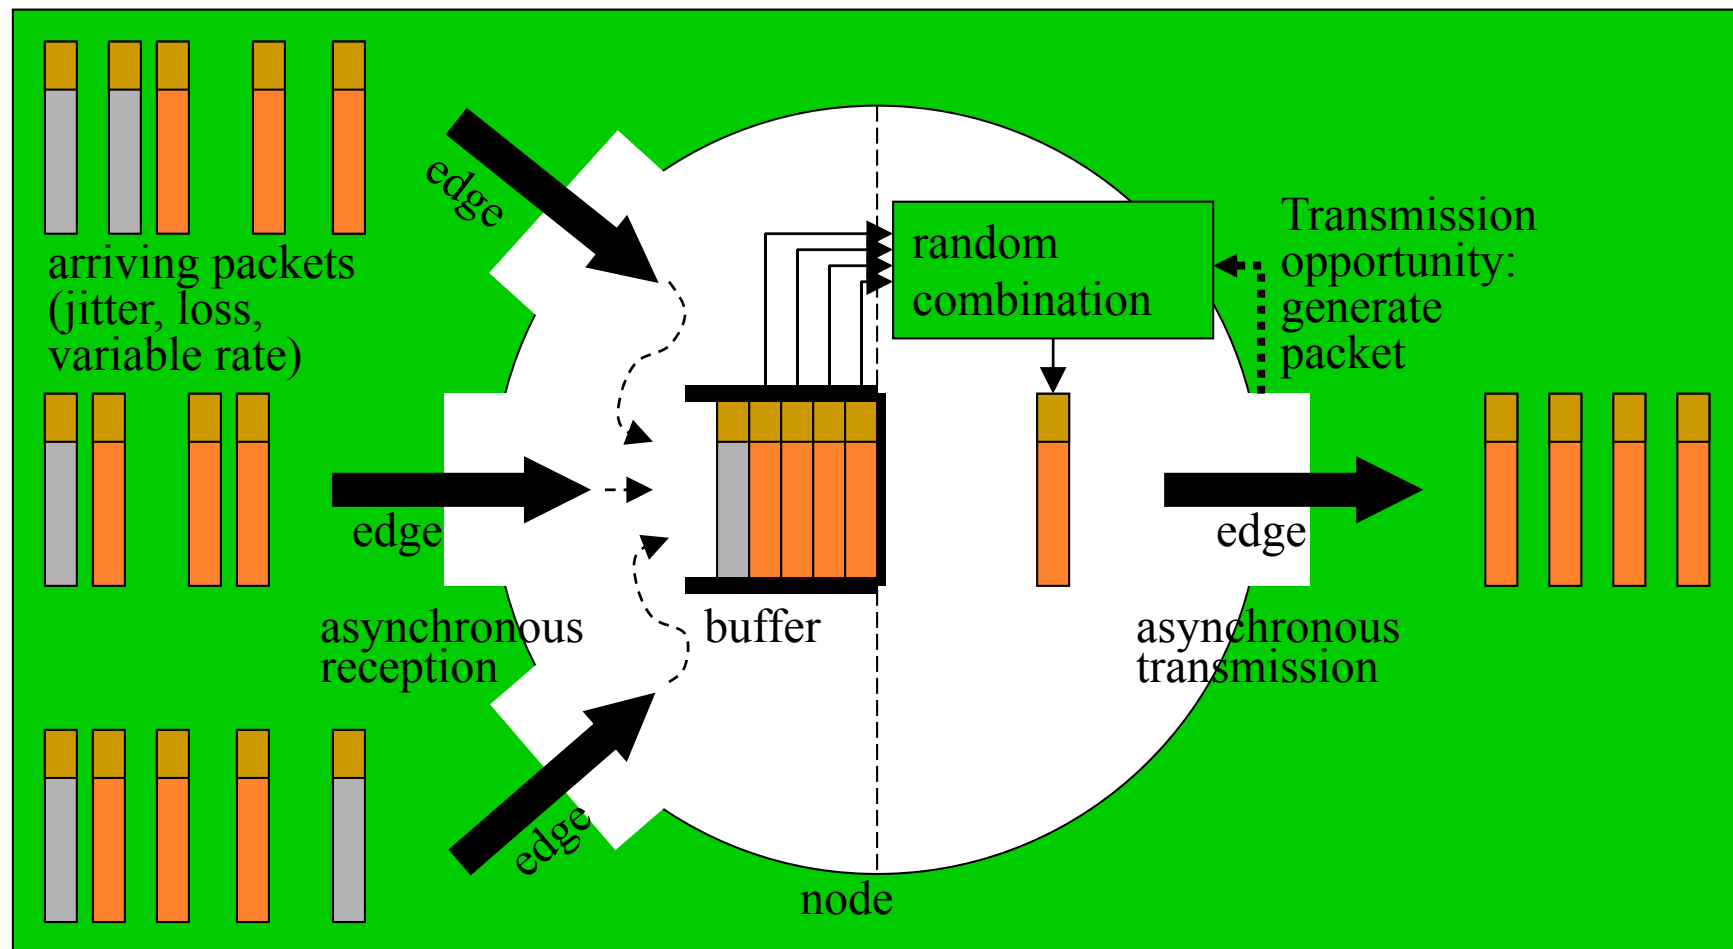 arriving packets
(jitter, loss,
variable rate)
edge
random
combination
Transmission
opportunity:
generate
packet
edge
edge
asynchronous
reception
buffer
asynchronous
transmission
edge
node